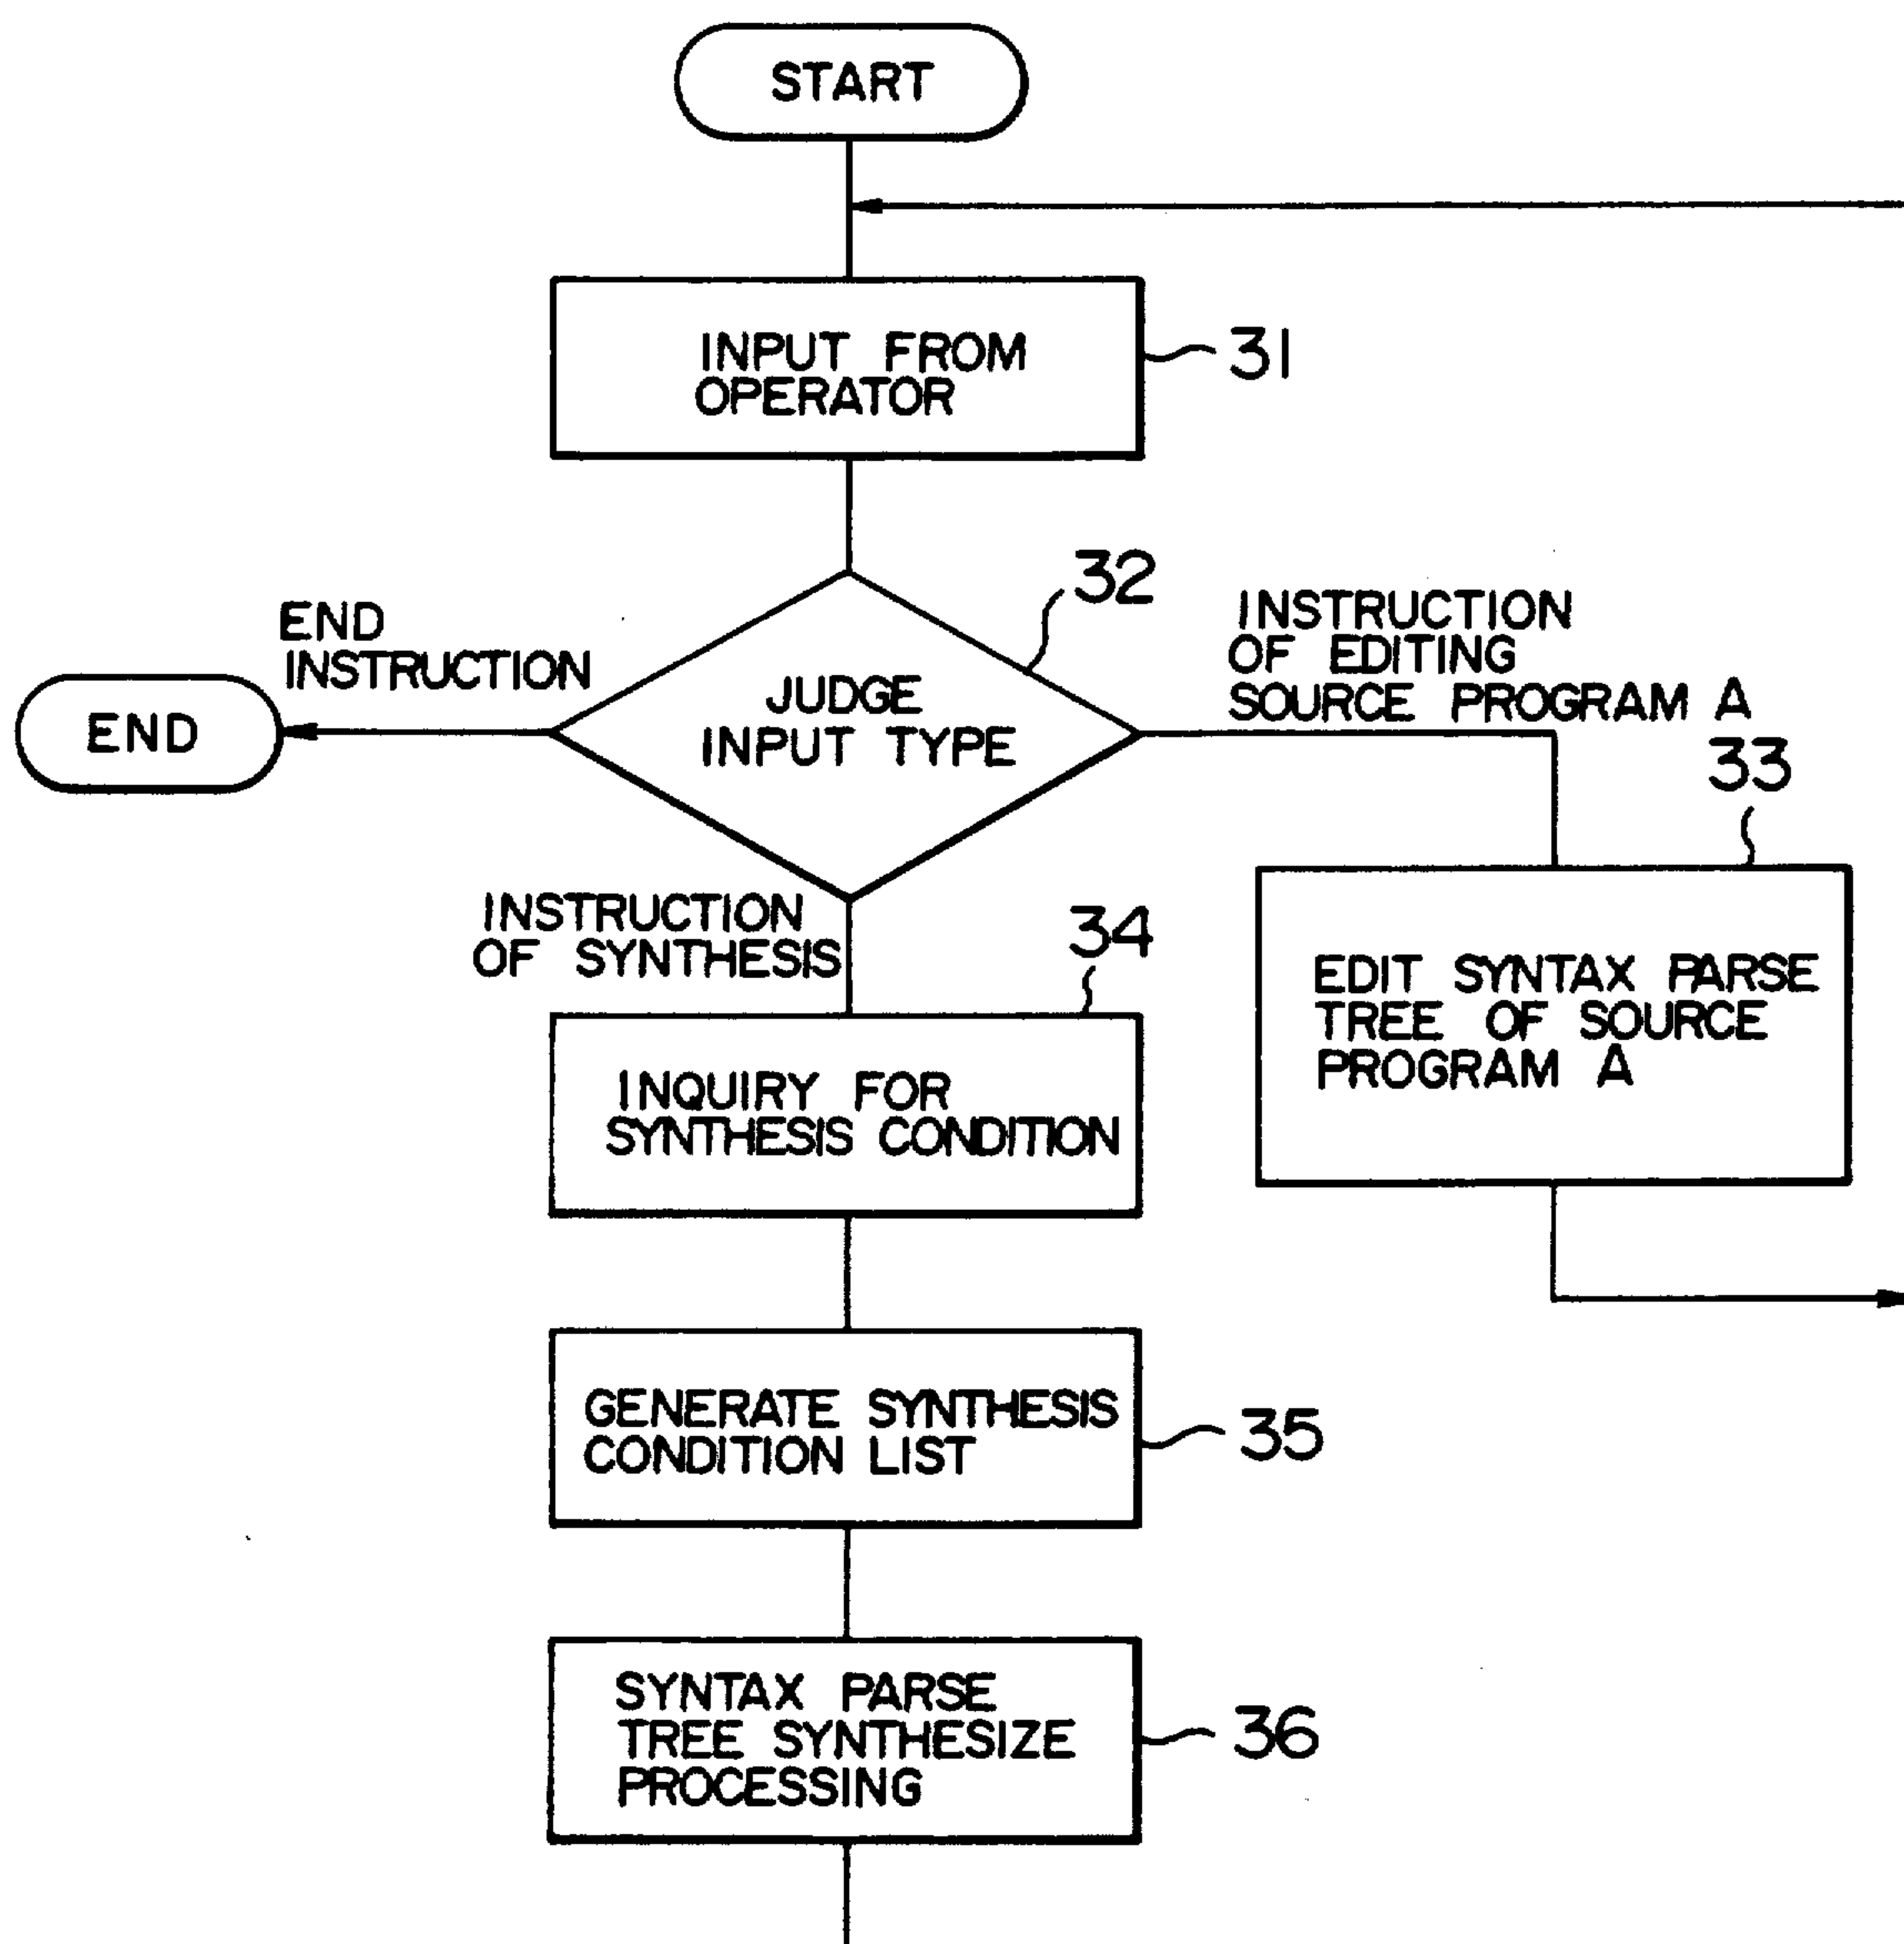 START
INPUT FROM
OPERATOR
31
32
END
INSTRUCTION
END
JUDGE
INPUT TYPE
INSTRUCTION
OF EDITING
SOURCE PROGRAM A
33
EDIT SYNTAX PARSE
TREE OF SOURCE
PROGRAM A
INSTRUCTION
OF SYNTHESIS
34
INQUIRY FOR
SYNTHESIS CONDITION
GENERATE SYNTHESIS
CONDITION LIST
35
SYNTAX PARSE
TREE SYNTHESIZE
PROCESSING
36